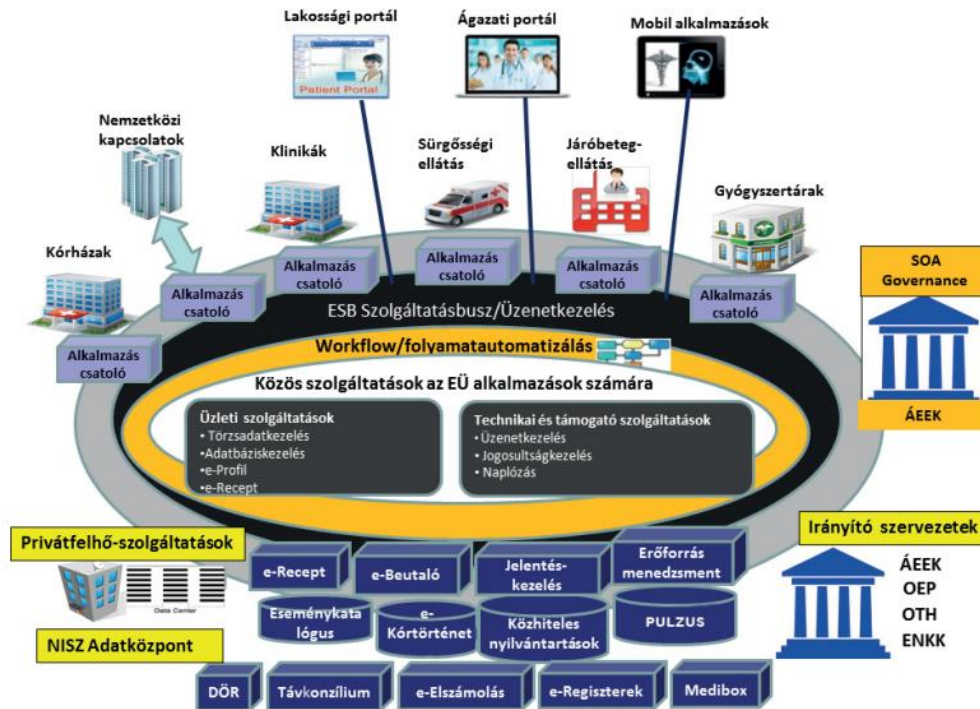 Lakossági portál
Ágazati portál
Mobil alkalmazások
Patient Portal
Nemzetközi
kapcsolatok
Klinikák
Sürgősségi
ellátás
Járóbeteg-
ellátás
Gyógyszertárak
Kórházak
Alkalmazás
csatoló
Alkalmazás
csatoló
Alkalmazás
csatoló
Alkalmazás
csatoló
Alkalmazás
csatoló
Alkalmazás
csatoló
SOA
Governance
ÁEEK
ESB Szolgáltatásbusz/Üzenetkezelés
Workflow/folyamatautomatizálás
Közös szolgáltatások az EÜ alkalmazások számára
Üzleti szolgáltatások
• Törzsadatkezelés
•Adatbáziskezelés
•e-Profil
•e-Recept
Technikai és támogató szolgáltatások
•Üzenetkezelés
•Jogosultságkezelés
•Naplózás
Privátfelhő-szolgáltatások
Data Center
NISZ Adatközpont
Irányító szervezetek
ÁEEK
OEP
OTH
ENKK
e-Recept
e-Beutaló
Jelentés-
kezelés
Erőforrás
menedzsment
Eseménykata
lógus
e-
Kórtörténet
Közhiteles
nyilvántartások
PULZUS
DÖR
Távkonzílium
e-Elszámolás
e-Regiszterek
Medibox